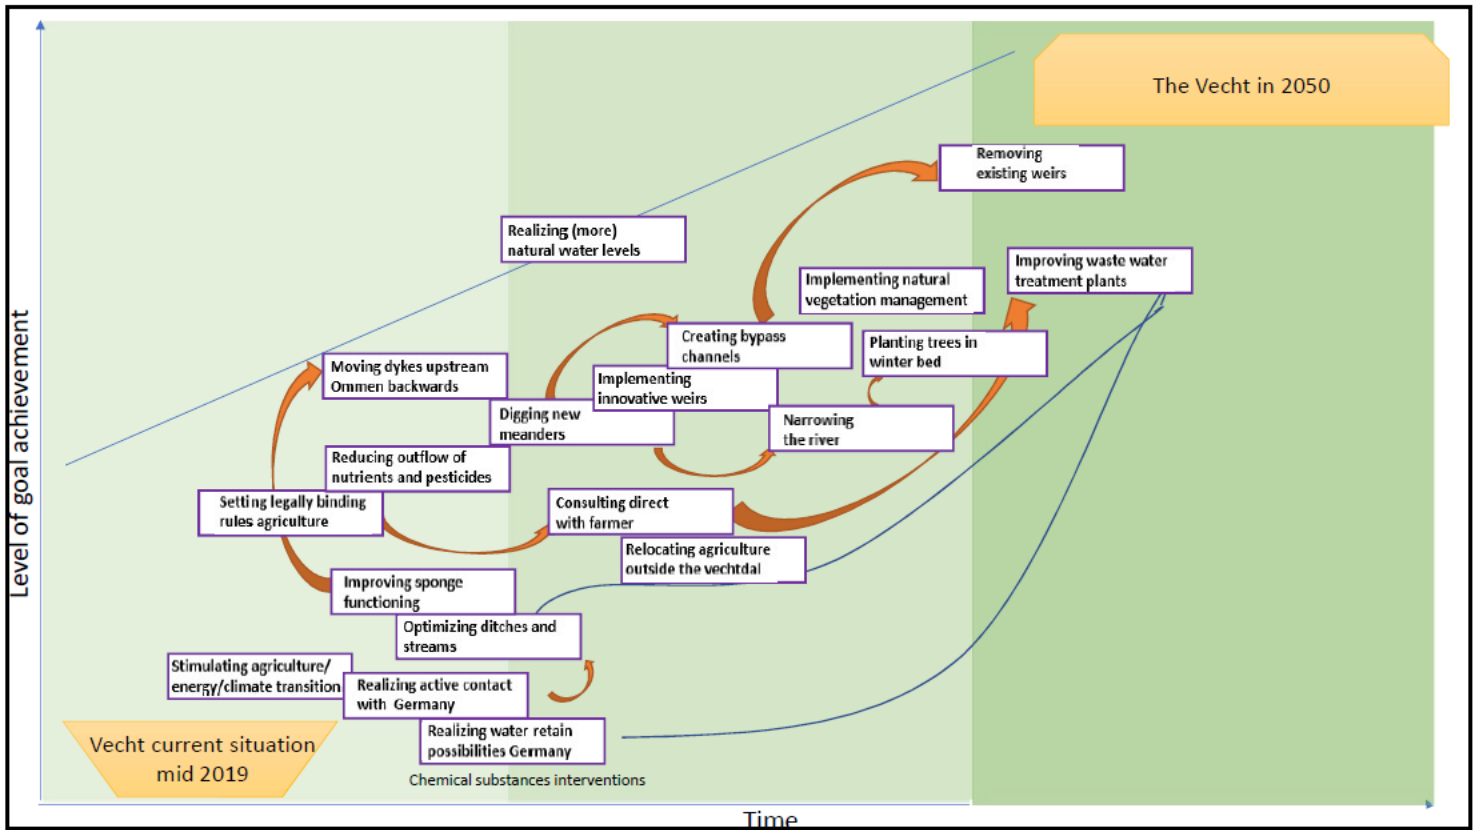 The Vecht in 2050
Removing
existing weirs
Realizing (more)
natural water levels
Improving waste water
treatment plants
Implementing natural
vegetation management
Creating bypass
channels
Planting trees in
winter bed
Moving dykes upstream
Ommen backwards
Implementing
innovative weirs
Digging new
meanders
Narrowing
the river
Reducing outflow of
nutrients and pesticides
Setting legally binding
rules agriculture
Consulting direct
with farmer
Relocating agriculture
outside the vechtdal
Improving sponge
functioning
Optimizing ditches and
streams
Stimulating agriculture/
energy/climate transition
Realizing active contact
with Germany
Realizing water retain
possibilities Germany
Vecht current situation
mid 2019
Chemical substances interventions
Level of goal achievement
Time